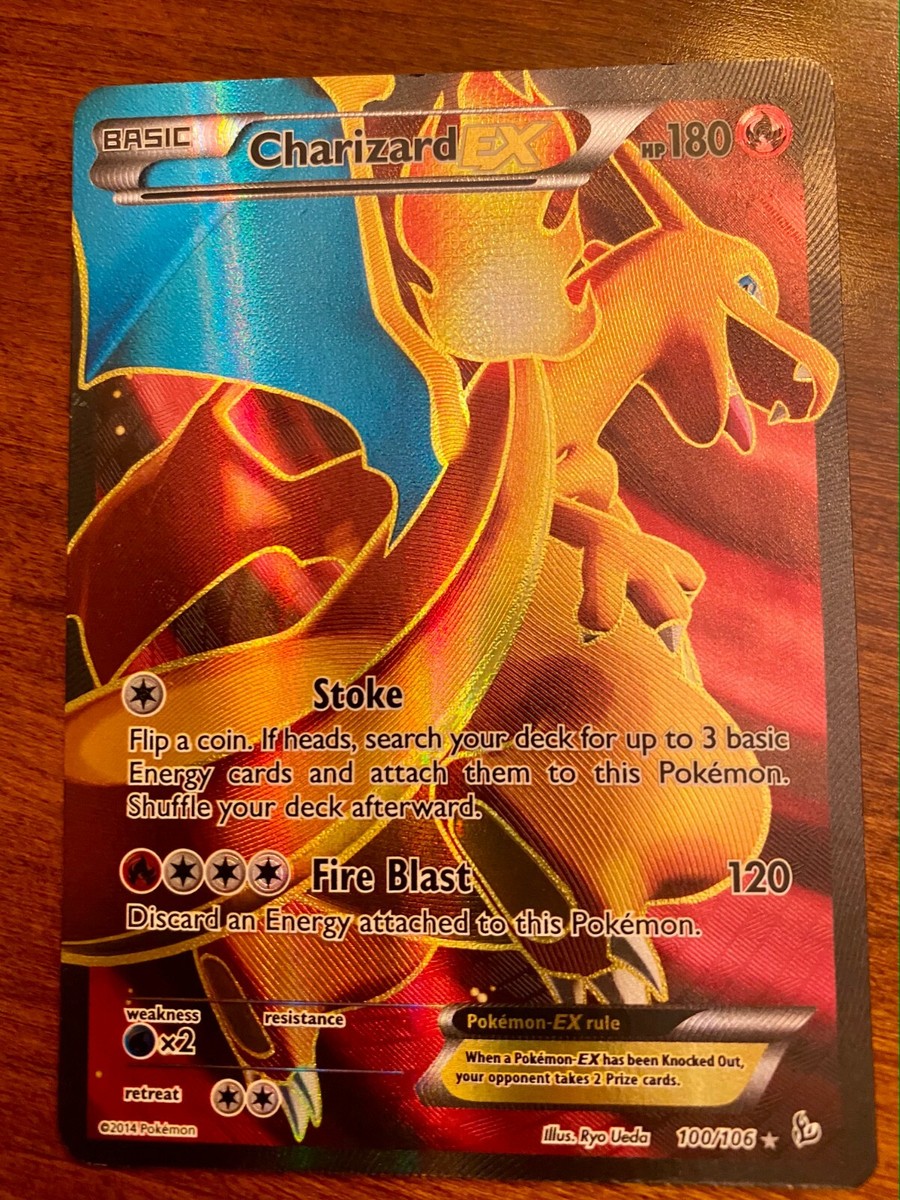 BASIC Charizard EX HP 180
Stoke
Flip a coin. If heads, search your deck for up to 3 basic
Energy cards and attach them to this Pokémon.
Shuffle your deck afterward.
Fire Blast 120
Discard an Energy attached to this Pokémon.
weakness resistance
x2
retreat
Pokémon-EX rule
When a Pokémon-EX has been Knocked Out,
your opponent takes 2 Prize cards.
©2014 Pokémon Illus. Ryo Ueda 100/106